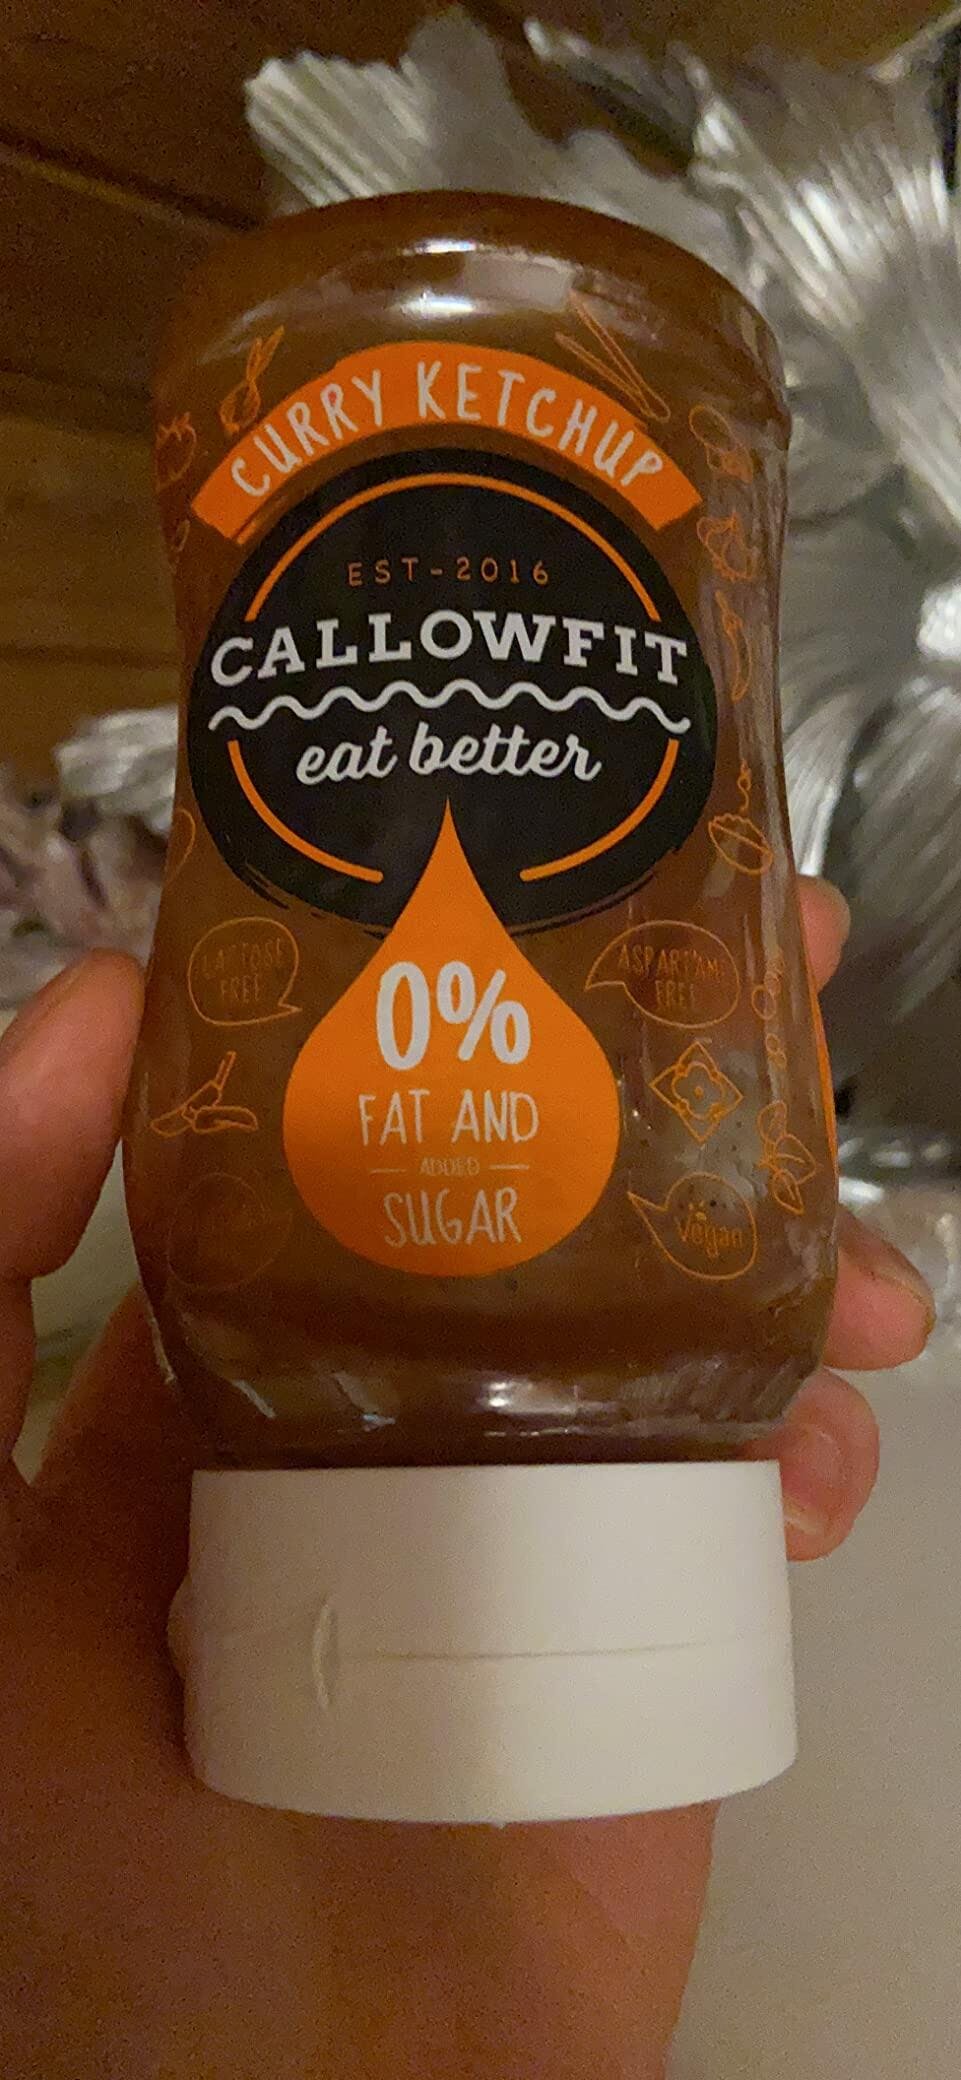 CURRY KETCHUP
EST-2016
CALLOWFIT
eat better
LACTOSE
FREE
ASPARTAME
FREE
0%
FAT AND
ADDED
SUGAR
Vegan